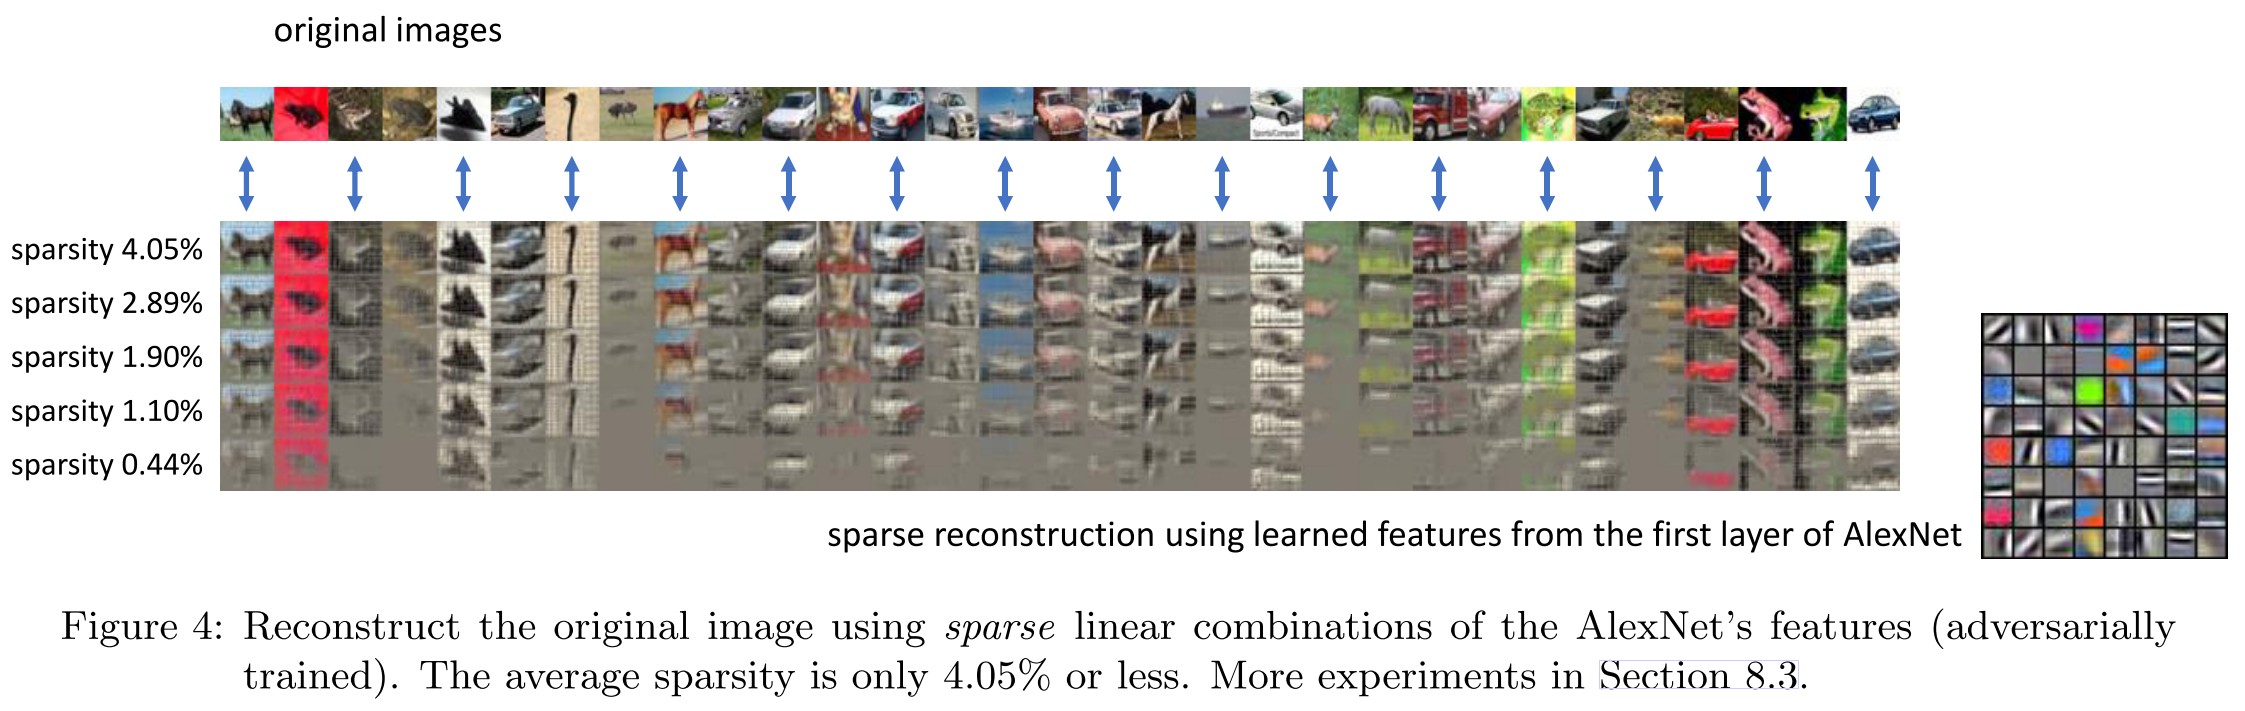 original images
Sports/Compact
sparsity 4.05%
sparsity 2.89%
sparsity 1.90%
sparsity 1.10%
sparsity 0.44%
sparse reconstruction using learned features from the first layer of AlexNet
Figure 4: Reconstruct the original image using sparse linear combinations of the AlexNet's features (adversarially
trained). The average sparsity is only 4.05% or less. More experiments in Section 8.3.